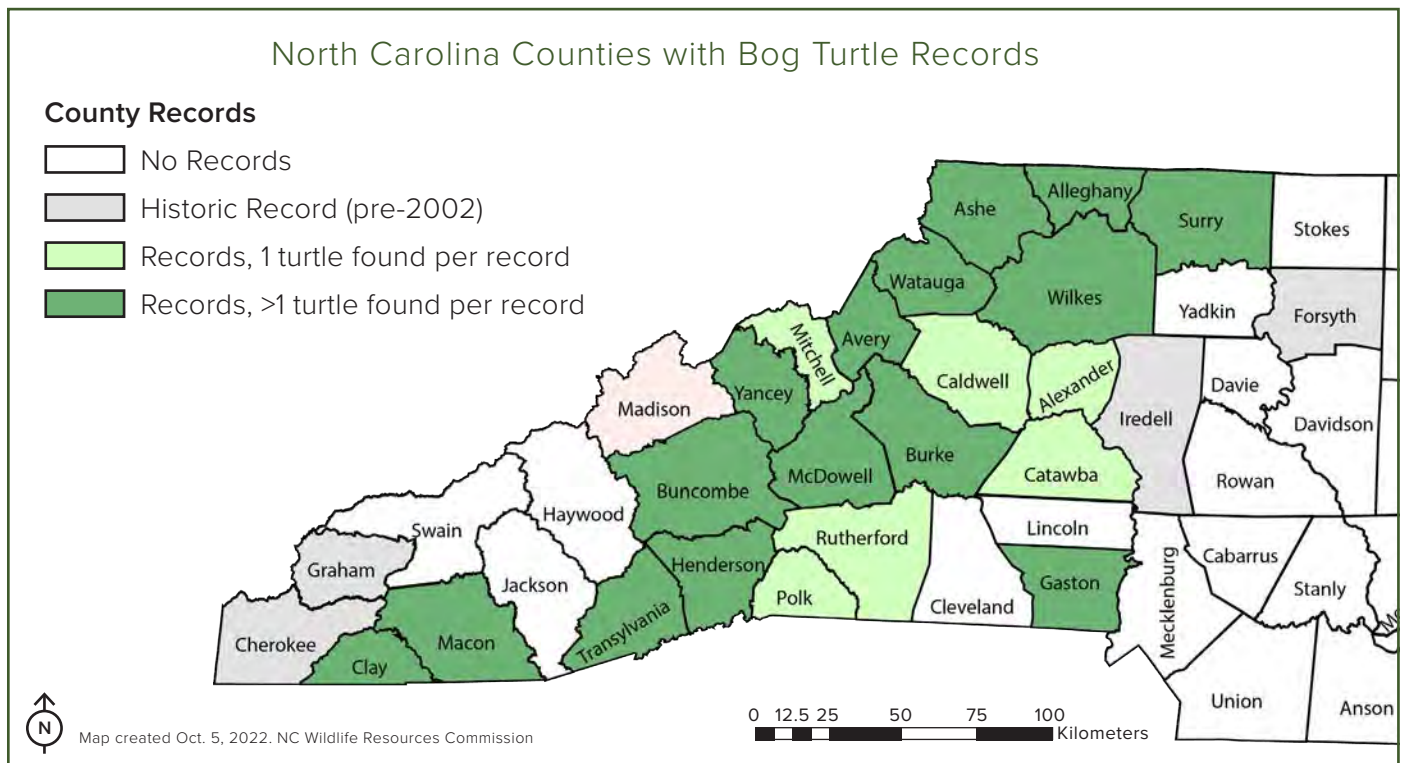 North Carolina Counties with Bog Turtle Records
County Records
No Records
Historic Record (pre-2002)
Records, 1 turtle found per record
Records, >1 turtle found per record
Ashe
Alleghany
Surry
Stokes
Watauga
Wilkes
Yadkin
Forsyth
Mitchell
Avery
Caldwell
Alexander
Iredell
Davie
Davidson
Madison
Yancey
McDowell
Burke
Catawba
Rowan
Buncombe
Swain
Haywood
Rutherford
Lincoln
Graham
Jackson
Henderson
Polk
Cleveland
Gaston
Mecklenburg
Cabarrus
Stanly
Cherokee
Clay
Macon
Transylvania
Union
Anson
N
Map created Oct. 5, 2022. NC Wildlife Resources Commission
0 12.5 25 50 75 100
Kilometers